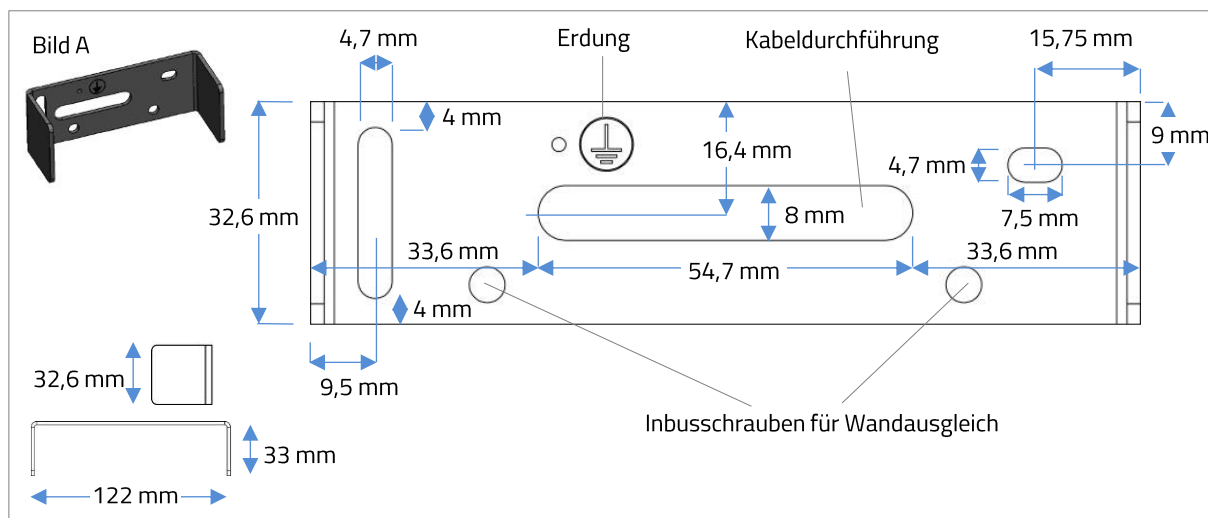 Bild A
4,7 mm
Erdung
Kabeldurchführung
15,75 mm
4 mm
9 mm
16,4 mm
4,7 mm
32,6 mm
8 mm
7,5 mm
33,6 mm
54,7 mm
33,6 mm
4 mm
32,6 mm
9,5 mm
Inbusschrauben für Wandausgleich
33 mm
122 mm